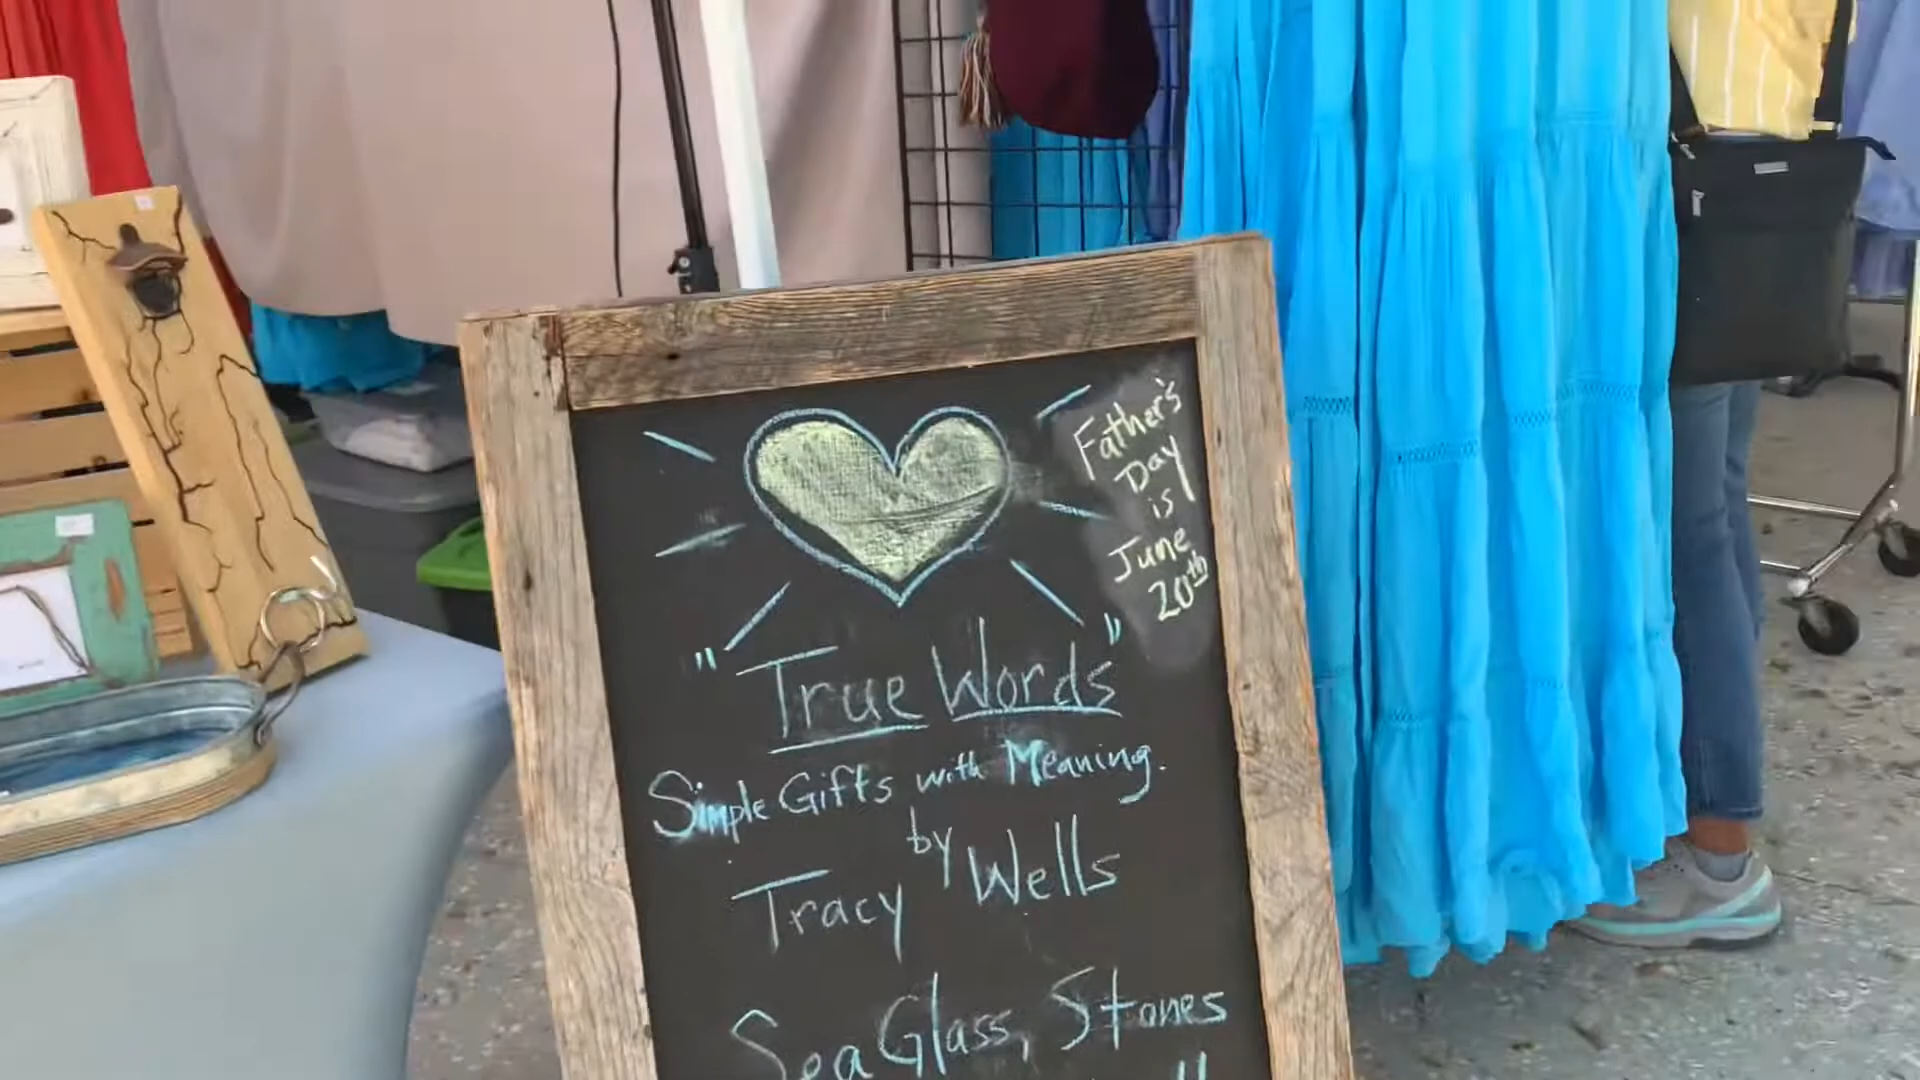 Father's
Day
is
June
20th
"True Words"
Simple Gifts with Meaning.
by
Tracy Wells
Sea Glass, Stones